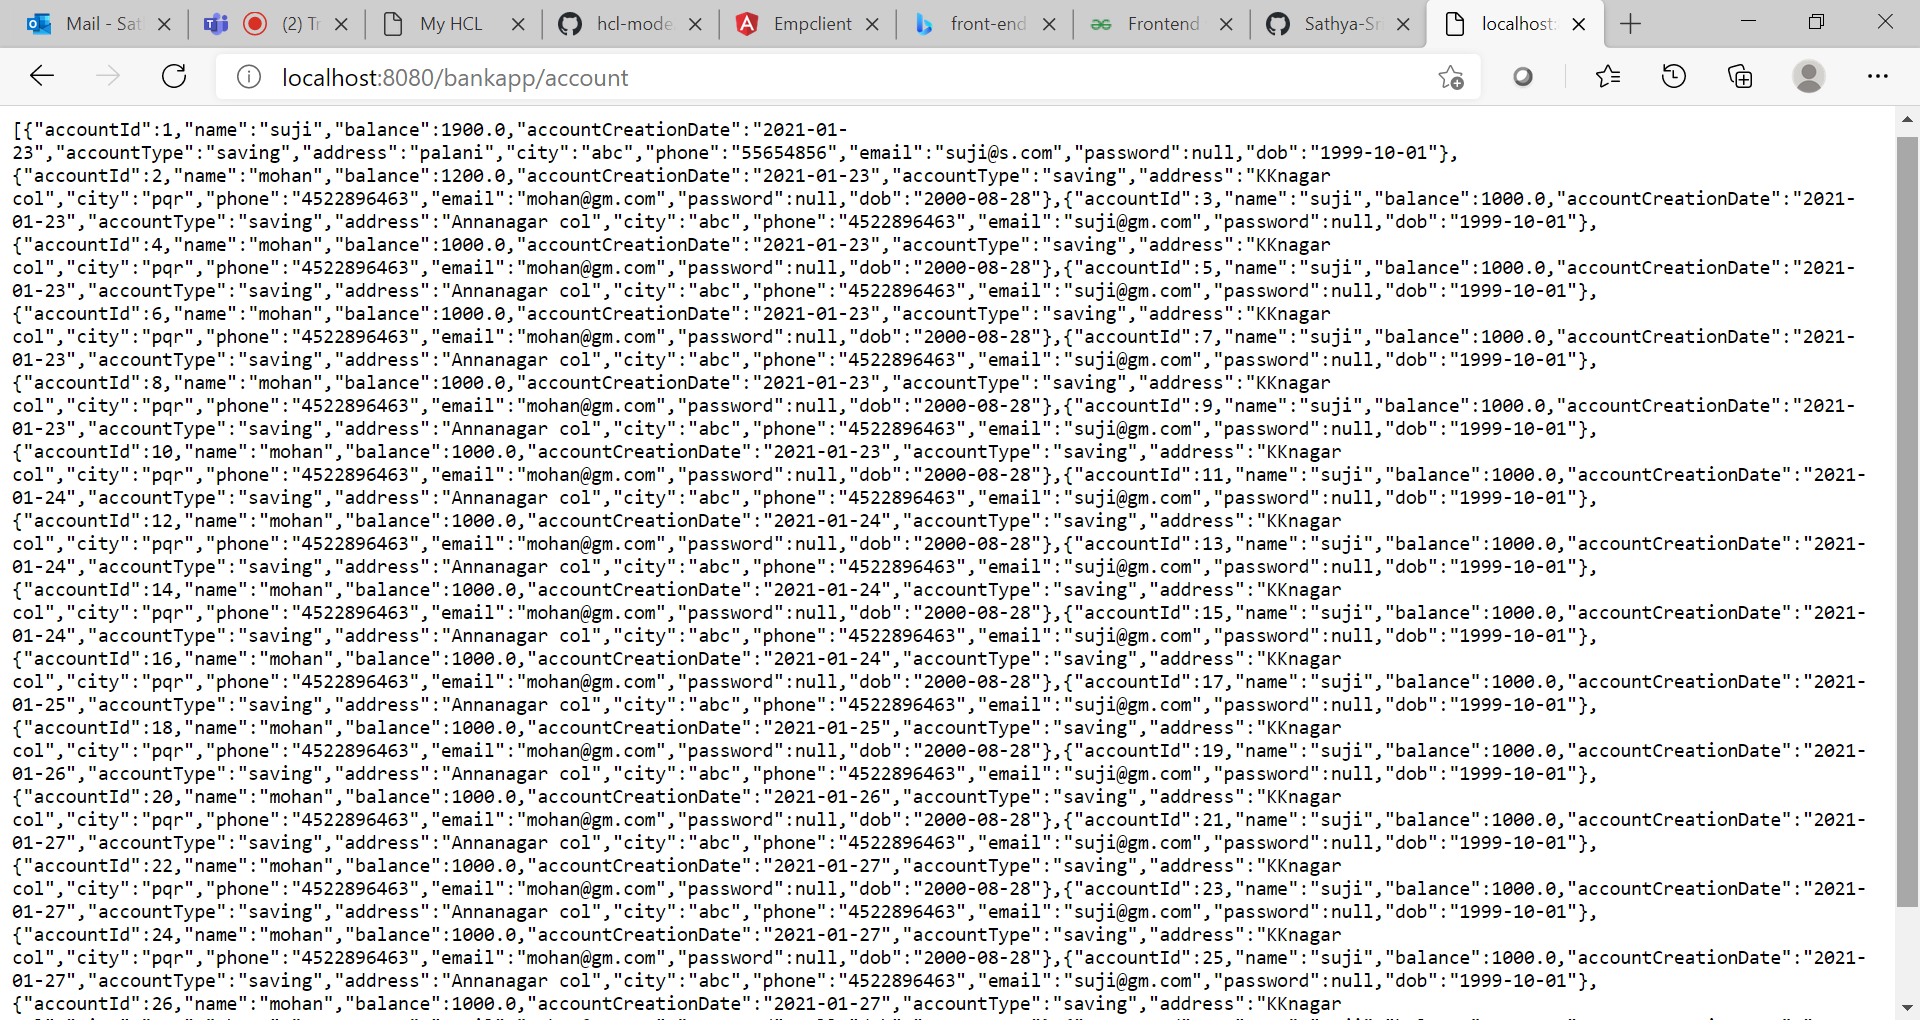 Mail - Sat
(2) Tr
My HCL
hcl-mode
Empclient
front-end
Frontend
Sathya-Sr
localhost:
localhost:8080/bankapp/account
[{"accountId":1,"name":"suji","balance":1900.0,"accountCreationDate":"2021-01-
23","accountType":"saving","address":"palani","city":"abc","phone":"55654856","email":"suji@s.com","password":null,"dob":"1999-10-01"},
{"accountId":2,"name":"mohan","balance":1200.0,"accountCreationDate":"2021-01-23","accountType":"saving","address":"KKnagar
col","city":"pqr","phone":"4522896463","email":"mohan@gm.com","password":null,"dob":"2000-08-28"},{"accountId":3,"name":"suji","balance":1000.0,"accountCreationDate":"2021-
01-23","accountType":"saving","address":"Annanagar col","city":"abc","phone":"4522896463","email":"suji@gm.com","password":null,"dob":"1999-10-01"},
{"accountId":4,"name":"mohan","balance":1000.0,"accountCreationDate":"2021-01-23","accountType":"saving","address":"KKnagar
col","city":"pqr","phone":"4522896463","email":"mohan@gm.com","password":null,"dob":"2000-08-28"},{"accountId":5,"name":"suji","balance":1000.0,"accountCreationDate":"2021-
01-23","accountType":"saving","address":"Annanagar col","city":"abc","phone":"4522896463","email":"suji@gm.com","password":null,"dob":"1999-10-01"},
{"accountId":6,"name":"mohan","balance":1000.0,"accountCreationDate":"2021-01-23","accountType":"saving","address":"KKnagar
col","city":"pqr","phone":"4522896463","email":"mohan@gm.com","password":null,"dob":"2000-08-28"},{"accountId":7,"name":"suji","balance":1000.0,"accountCreationDate":"2021-
01-23","accountType":"saving","address":"Annanagar col","city":"abc","phone":"4522896463","email":"suji@gm.com","password":null,"dob":"1999-10-01"},
{"accountId":8,"name":"mohan","balance":1000.0,"accountCreationDate":"2021-01-23","accountType":"saving","address":"KKnagar
col","city":"pqr","phone":"4522896463","email":"mohan@gm.com","password":null,"dob":"2000-08-28"},{"accountId":9,"name":"suji","balance":1000.0,"accountCreationDate":"2021-
01-23","accountType":"saving","address":"Annanagar col","city":"abc","phone":"4522896463","email":"suji@gm.com","password":null,"dob":"1999-10-01"},
{"accountId":10,"name":"mohan","balance":1000.0,"accountCreationDate":"2021-01-23","accountType":"saving","address":"KKnagar
col","city":"pqr","phone":"4522896463","email":"mohan@gm.com","password":null,"dob":"2000-08-28"},{"accountId":11,"name":"suji","balance":1000.0,"accountCreationDate":"2021-
01-24","accountType":"saving","address":"Annanagar col","city":"abc","phone":"4522896463","email":"suji@gm.com","password":null,"dob":"1999-10-01"},
{"accountId":12,"name":"mohan","balance":1000.0,"accountCreationDate":"2021-01-24","accountType":"saving","address":"KKnagar
col","city":"pqr","phone":"4522896463","email":"mohan@gm.com","password":null,"dob":"2000-08-28"},{"accountId":13,"name":"suji","balance":1000.0,"accountCreationDate":"2021-
01-24","accountType":"saving","address":"Annanagar col","city":"abc","phone":"4522896463","email":"suji@gm.com","password":null,"dob":"1999-10-01"},
{"accountId":14,"name":"mohan","balance":1000.0,"accountCreationDate":"2021-01-24","accountType":"saving","address":"KKnagar
col","city":"pqr","phone":"4522896463","email":"mohan@gm.com","password":null,"dob":"2000-08-28"},{"accountId":15,"name":"suji","balance":1000.0,"accountCreationDate":"2021-
01-24","accountType":"saving","address":"Annanagar col","city":"abc","phone":"4522896463","email":"suji@gm.com","password":null,"dob":"1999-10-01"},
{"accountId":16,"name":"mohan","balance":1000.0,"accountCreationDate":"2021-01-24","accountType":"saving","address":"KKnagar
col","city":"pqr","phone":"4522896463","email":"mohan@gm.com","password":null,"dob":"2000-08-28"},{"accountId":17,"name":"suji","balance":1000.0,"accountCreationDate":"2021-
01-25","accountType":"saving","address":"Annanagar col","city":"abc","phone":"4522896463","email":"suji@gm.com","password":null,"dob":"1999-10-01"},
{"accountId":18,"name":"mohan","balance":1000.0,"accountCreationDate":"2021-01-25","accountType":"saving","address":"KKnagar
col","city":"pqr","phone":"4522896463","email":"mohan@gm.com","password":null,"dob":"2000-08-28"},{"accountId":19,"name":"suji","balance":1000.0,"accountCreationDate":"2021-
01-26","accountType":"saving","address":"Annanagar col","city":"abc","phone":"4522896463","email":"suji@gm.com","password":null,"dob":"1999-10-01"},
{"accountId":20,"name":"mohan","balance":1000.0,"accountCreationDate":"2021-01-26","accountType":"saving","address":"KKnagar
col","city":"pqr","phone":"4522896463","email":"mohan@gm.com","password":null,"dob":"2000-08-28"},{"accountId":21,"name":"suji","balance":1000.0,"accountCreationDate":"2021-
01-27","accountType":"saving","address":"Annanagar col","city":"abc","phone":"4522896463","email":"suji@gm.com","password":null,"dob":"1999-10-01"},
{"accountId":22,"name":"mohan","balance":1000.0,"accountCreationDate":"2021-01-27","accountType":"saving","address":"KKnagar
col","city":"pqr","phone":"4522896463","email":"mohan@gm.com","password":null,"dob":"2000-08-28"},{"accountId":23,"name":"suji","balance":1000.0,"accountCreationDate":"2021-
01-27","accountType":"saving","address":"Annanagar col","city":"abc","phone":"4522896463","email":"suji@gm.com","password":null,"dob":"1999-10-01"},
{"accountId":24,"name":"mohan","balance":1000.0,"accountCreationDate":"2021-01-27","accountType":"saving","address":"KKnagar
col","city":"pqr","phone":"4522896463","email":"mohan@gm.com","password":null,"dob":"2000-08-28"},{"accountId":25,"name":"suji","balance":1000.0,"accountCreationDate":"2021-
01-27","accountType":"saving","address":"Annanagar col","city":"abc","phone":"4522896463","email":"suji@gm.com","password":null,"dob":"1999-10-01"},
{"accountId":26,"name":"mohan","balance":1000.0,"accountCreationDate":"2021-01-27","accountType":"saving","address":"KKnagar